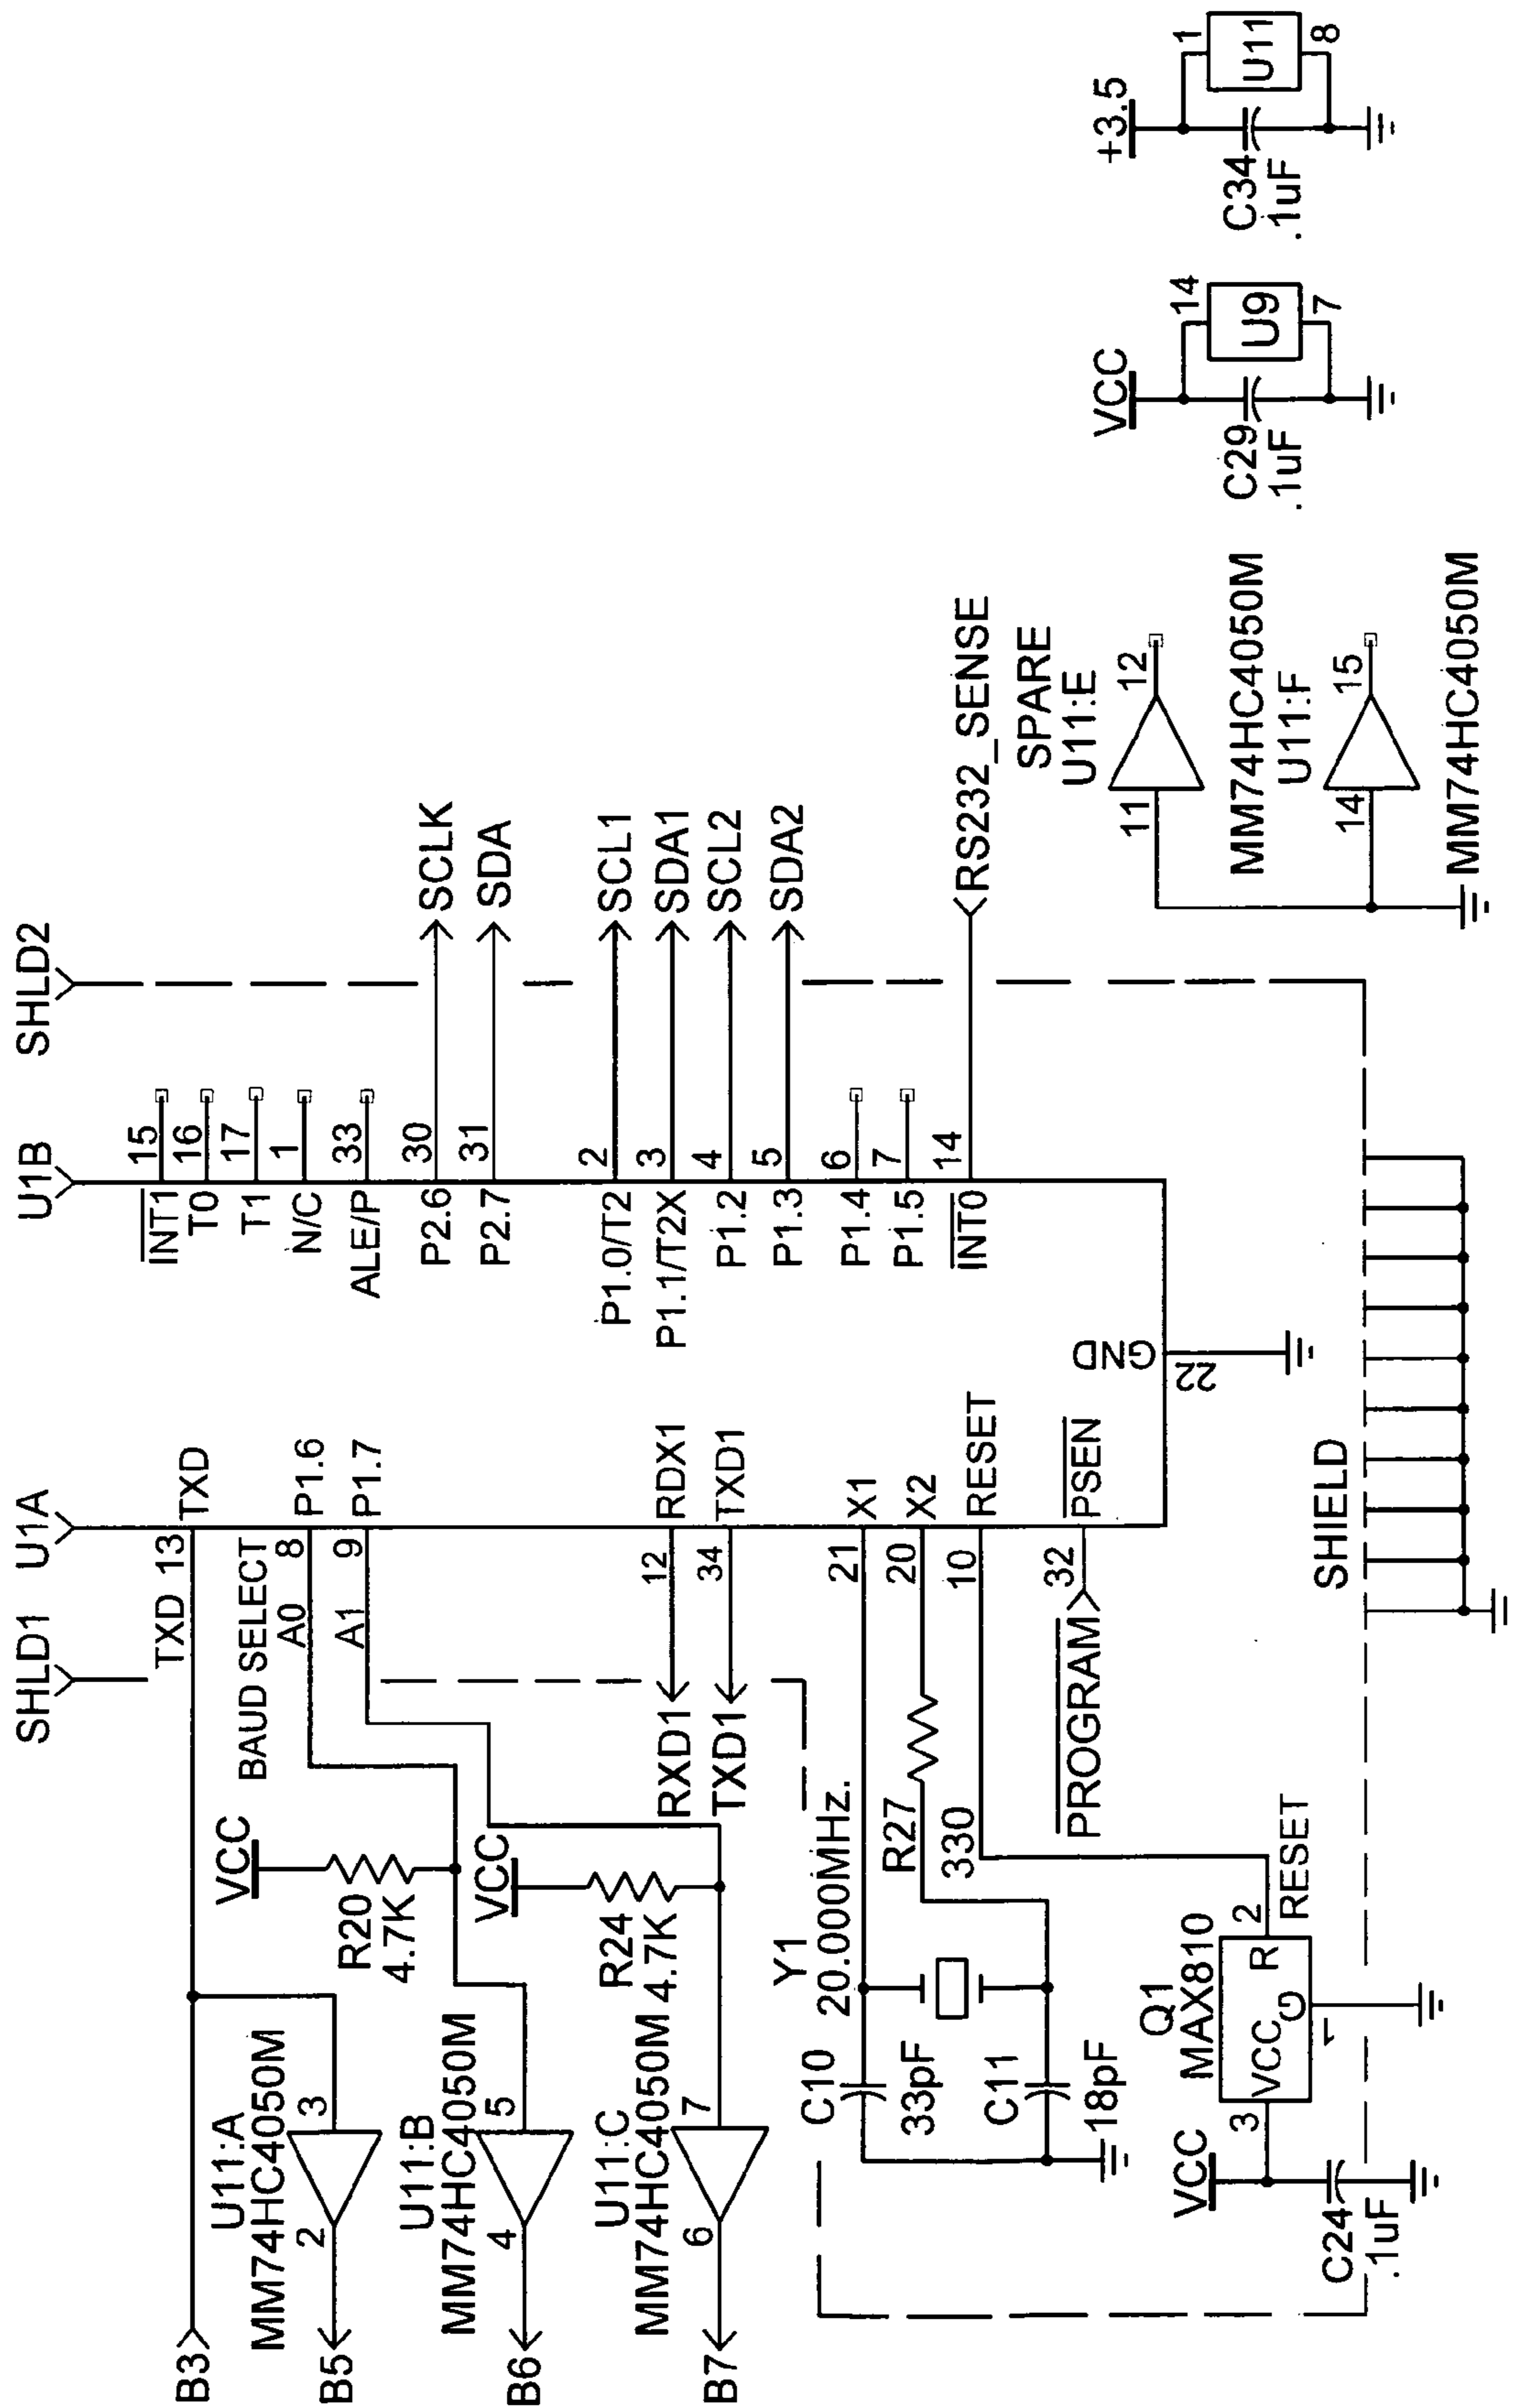 SHLD1
U1A
U1B
SHLD2
B3
TXD 13
TXD
INT1
15
T0
16
T1
17
N/C
1
ALE/P
33
BAUD SELECT
A0
8
P1.6
A1
9
P1.7
P2.6
30
SCLK
P2.7
31
SDA
VCC
R20
4.7K
U11:A
MM74HC4050M
2
3
B5
U11:B
MM74HC4050M
4
5
B6
VCC
R24
4.7K
U11:C
MM74HC4050M
6
7
B7
RXD1
12
RDX1
TXD1
34
TXD1
P1.0/T2
2
SCL1
P1.1/T2X
3
SDA1
P1.2
4
SCL2
P1.3
5
SDA2
P1.4
6
P1.5
7
INT0
14
RS232_SENSE
Y1
20.000MHz.
C10
33pF
C11
18pF
R27
330
21
X1
20
X2
10
RESET
PROGRAM
32
PSEN
GND
22
Q1
MAX810
VCC
3
VCC
R
G
1
2
RESET
C24
.1uF
SHIELD
SPARE
U11:E
11
12
MM74HC4050M
U11:F
14
15
MM74HC4050M
VCC
C29
.1uF
14
U9
7
+3.5
C34
.1uF
1
U11
8